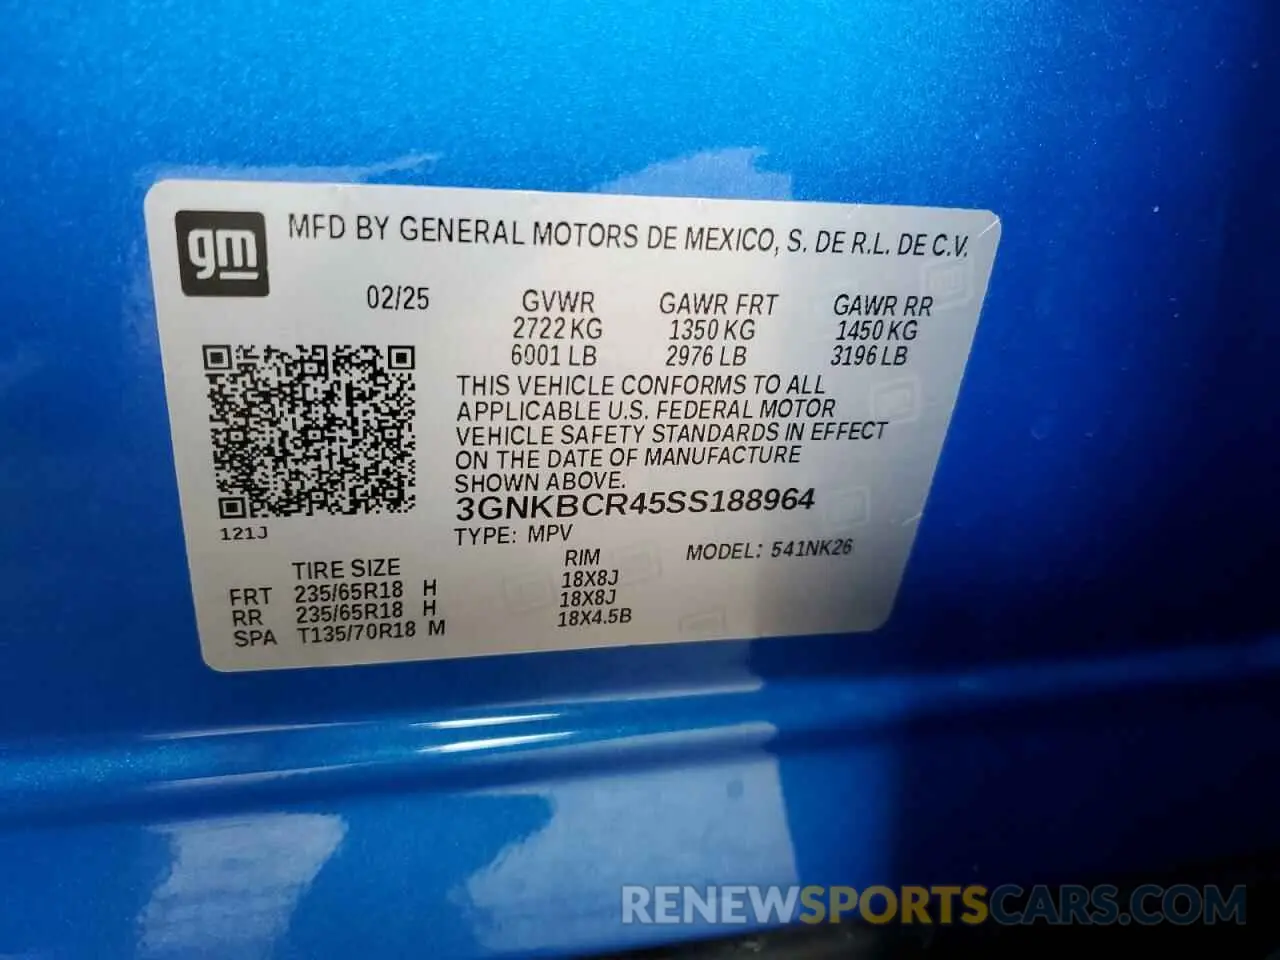 gm
MFD BY GENERAL MOTORS DE MEXICO, S. DE R.L. DE C.V.
02/25 GVWR GAWR FRT GAWR RR
2722 KG 1350 KG 1450 KG
6001 LB 2976 LB 3196 LB
THIS VEHICLE CONFORMS TO ALL
APPLICABLE U.S. FEDERAL MOTOR
VEHICLE SAFETY STANDARDS IN EFFECT
ON THE DATE OF MANUFACTURE
SHOWN ABOVE.
3GNKBCR45SS188964
121J
TYPE: MPV MODEL: 541NK26
TIRE SIZE RIM
FRT 235/65R18 H 18X8J
RR 235/65R18 H 18X8J
SPA T135/70R18 M 18X4.5B
RENEWSPORTSCARS.COM